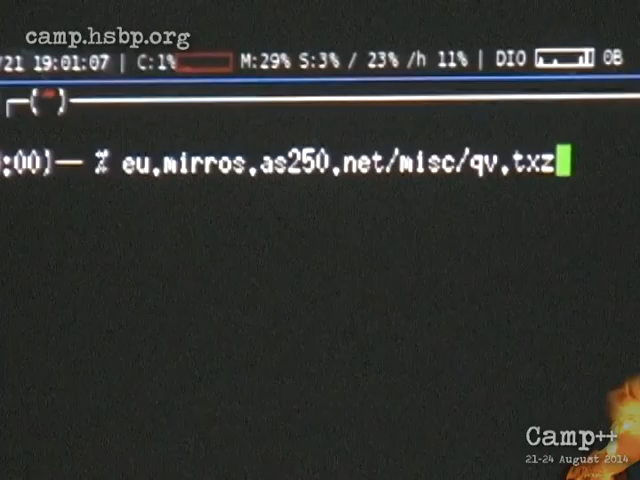 camp.hsbp.org
/21 19:01:07 | C:1% M:29% S:3% / 23% /h 11% | DIO 0B
:00)— % eu.mirros.as250.net/misc/qv.txz
Camp++
21-24 August 2014